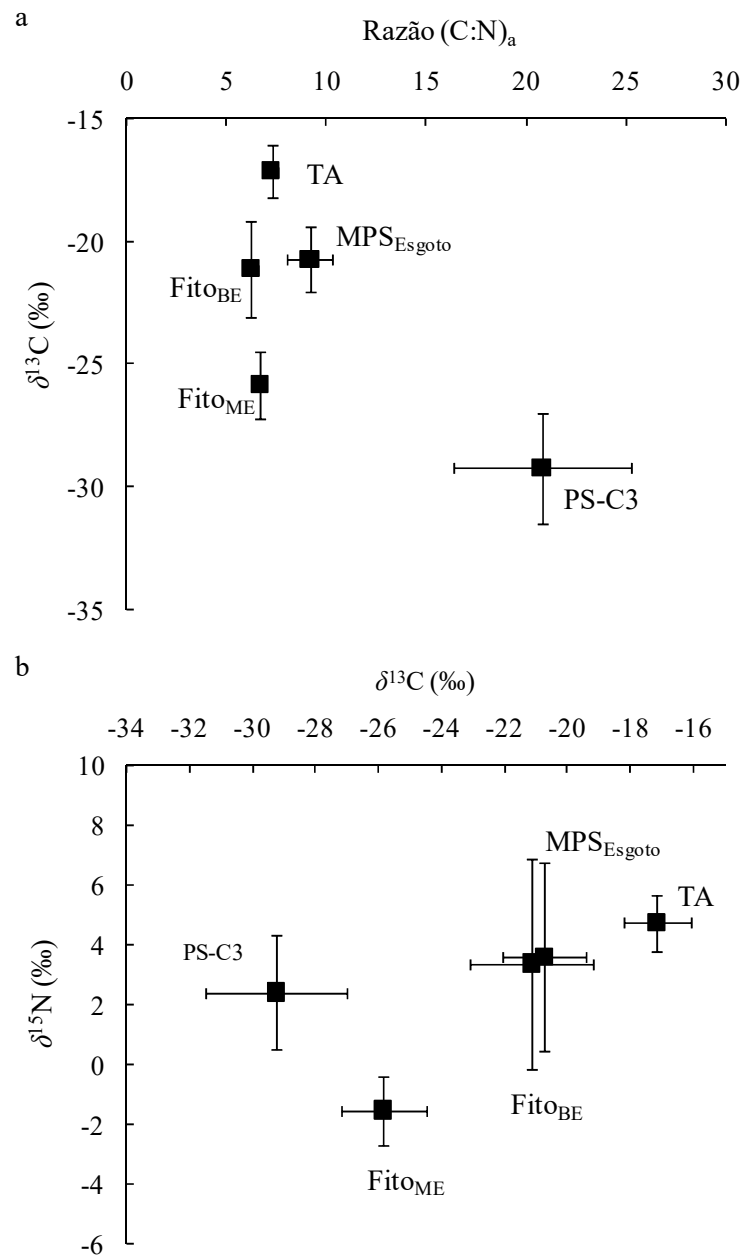 a
Razão (C:N)a
0 5 10 15 20 25 30
-15
TA
MPSEsgoto
-20
FitoBE
δ13C (‰)
-25
FitoME
-30
PS-C3
-35
b
δ13C (‰)
-34 -32 -30 -28 -26 -24 -22 -20 -18 -16
10
8
MPSEsgoto
6
TA
PS-C3
4
δ15N (‰)
2
0
FitoBE
-2
FitoME
-4
-6